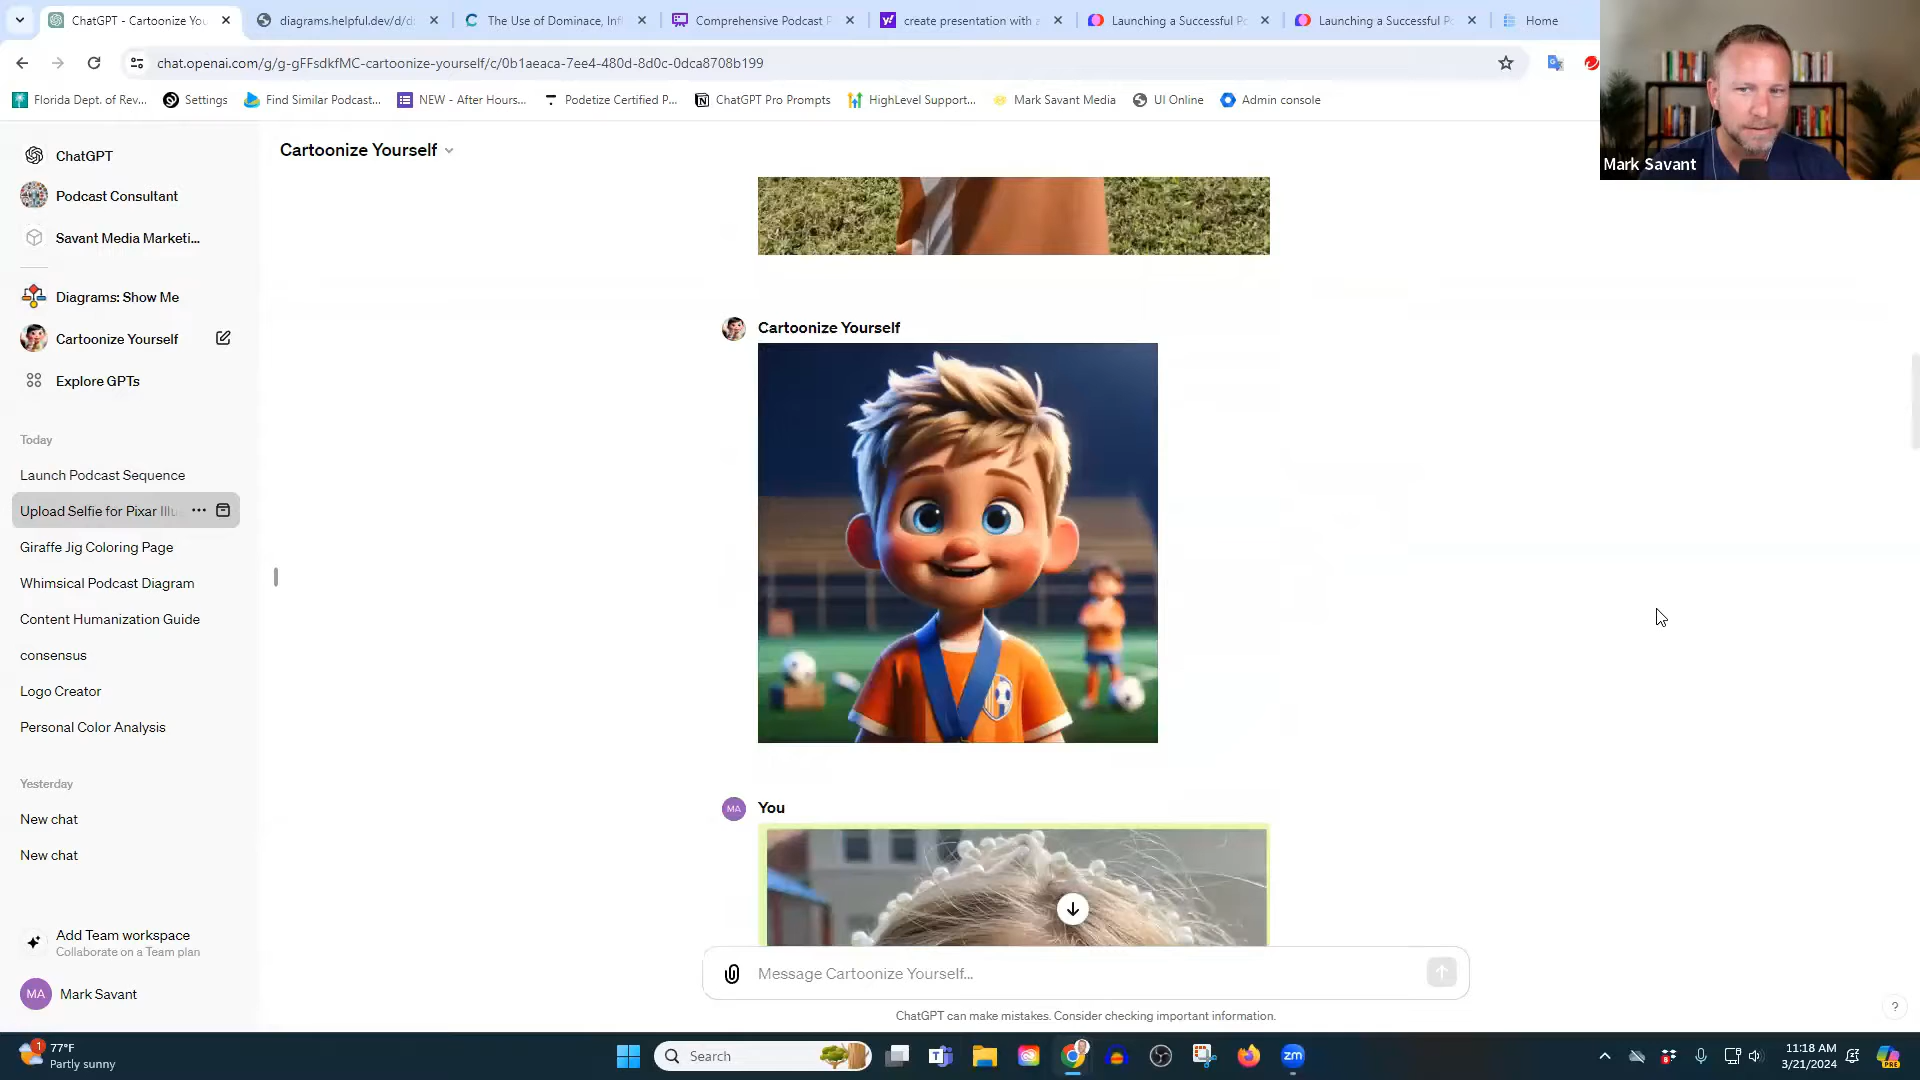 ChatGPT - Cartoonize You
diagrams.helpful.dev/d/d
The Use of Dominace, Inf
Comprehensive Podcast P
create presentation with a
Launching a Successful Po
Launching a Successful Po
Home
chat.openai.com/g/g-gFFsdkfMC-cartoonize-yourself/c/0b1aeaca-7ee4-480d-8d0c-0dca8708b199
Florida Dept. of Rev...
Settings
Find Similar Podcast...
NEW - After Hours...
Podetize Certified P...
ChatGPT Pro Prompts
HighLevel Support...
Mark Savant Media
UI Online
Admin console
Mark Savant
ChatGPT
Podcast Consultant
Savant Media Marketi...
Diagrams: Show Me
Cartoonize Yourself
Explore GPTs
Today
Launch Podcast Sequence
Upload Selfie for Pixar Illu
Giraffe Jig Coloring Page
Whimsical Podcast Diagram
Content Humanization Guide
consensus
Logo Creator
Personal Color Analysis
Yesterday
New chat
New chat
Add Team workspace
Collaborate on a Team plan
MA
Mark Savant
Cartoonize Yourself
Cartoonize Yourself
MA
You
Message Cartoonize Yourself...
ChatGPT can make mistakes. Consider checking important information.
?
1
77°F
Partly sunny
Search
zm
11:18 AM
3/21/2024
PRE